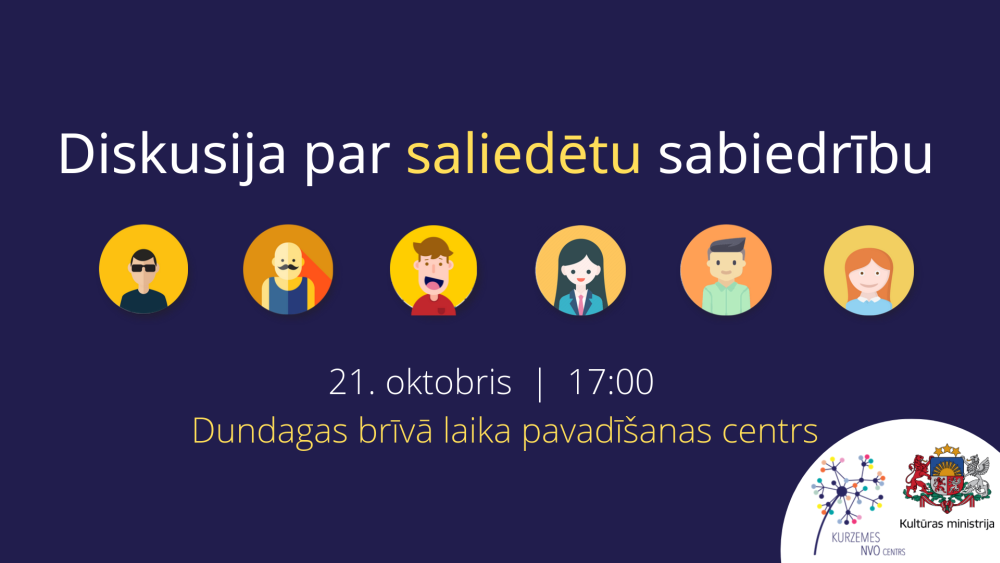 Diskusija par saliedētu sabiedrību
21. oktobris | 17:00
Dundagas brīvā laika pavadīšanas centrs
KURZEMES
NVO CENTRS
Kultūras ministrija